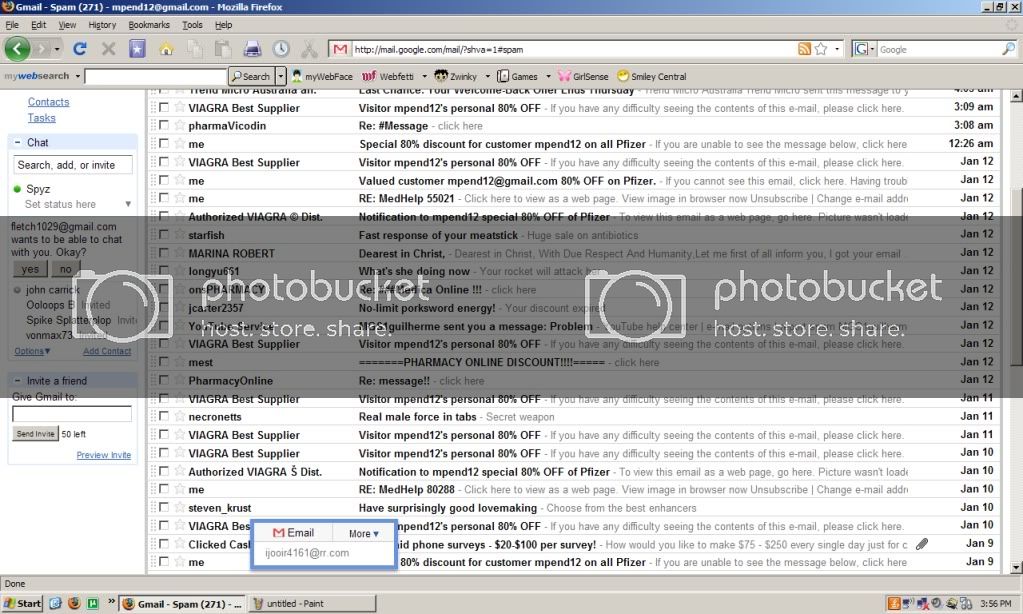 Gmail - Spam (271) - mpend12@gmail.com - Mozilla Firefox
File Edit View History Bookmarks Tools Help
http://mail.google.com/mail/?shva=1#spam
Google
mywebsearch Search myWebFace Webfetti Zwinky Games GirlSense Smiley Central
Contacts
Tasks
Chat
Search, add, or invite
Spyz
Set status here
fletch1029@gmail.com
wants to be able to chat
with you. Okay?
yes no
john carrick
Ooloops B Invited
Spike Splatterlop Invite
vonmax73 Invited
Options▾ Add Contact
Invite a friend
Give Gmail to:
Send Invite 50 left
Preview Invite
Trend Micro Australia an. Last Chance: Your Welcome-Back Offer Ends Thursday - Trend Micro Australia Trend Micro sent this message to y
VIAGRA Best Supplier Visitor mpend12's personal 80% OFF - If you have any difficulty seeing the contents of this e-mail, please click here. 3:09 am
pharmaVicodin Re: #Message - click here 3:08 am
me Special 80% discount for customer mpend12 on all Pfizer - If you are unable to see the message below, click here 12:26 am
VIAGRA Best Supplier Visitor mpend12's personal 80% OFF - If you have any difficulty seeing the contents of this e-mail, please click here. Jan 12
me Valued customer mpend12@gmail.com 80% OFF on Pfizer. - If you cannot see this email, click here. Having troubl Jan 12
me RE: MedHelp 55021 - Click here to view as a web page. View image in browser now Unsubscribe | Change e-mail addr Jan 12
Authorized VIAGRA © Dist. Notification to mpend12 special 80% OFF of Pfizer - To view this email as a web page, go here. Picture wasn't loade Jan 12
starfish Fast response of your meatstick - Huge sale on antibiotics Jan 12
MARINA ROBERT Dearest in Christ, - Dearest in Christ, With Due Respect And Humanity,Let me first of all inform you, I got your email Jan 12
longyu661 What's she doing now - Your rocket will attack her Jan 12
onsPHARMACY Re: Online !!! - click here Jan 12
jcarter2357 No-limit porksword energy! - Your discount expired Jan 12
YouTube Service guilherme sent you a message: Problem - YouTube help center | e- Jan 12
VIAGRA Best Supplier Visitor mpend12's personal 80% OFF - If you have any difficulty seeing the contents of this e-mail, please click here. Jan 12
mest =======PHARMACY ONLINE DISCOUNT!!!!===== - click here Jan 12
PharmacyOnline Re: message!! - click here Jan 12
VIAGRA Best Supplier Visitor mpend12's personal 80% OFF - If you have any difficulty seeing the contents of this e-mail, please click here. Jan 11
necronetts Real male force in tabs - Secret weapon Jan 11
VIAGRA Best Supplier Visitor mpend12's personal 80% OFF - If you have any difficulty seeing the contents of this e-mail, please click here. Jan 11
VIAGRA Best Supplier Visitor mpend12's personal 80% OFF - If you have any difficulty seeing the contents of this e-mail, please click here. Jan 10
Authorized VIAGRA Š Dist. Notification to mpend12 special 80% OFF of Pfizer - To view this email as a web page, go here. Picture wasn't loade Jan 10
me RE: MedHelp 80288 - Click here to view as a web page. View image in browser now Unsubscribe | Change e-mail addr Jan 10
steven_krust Have surprisingly good lovemaking - Choose from the best enhancers Jan 10
VIAGRA Bes mpend12's personal 80% OFF - If you have any difficulty seeing the contents of this e-mail, please click here. Jan 10
Clicked Cas id phone surveys - $20-$100 per survey! - How would you like to make $75 - $250 every single day just for c Jan 9
me 80% discount for customer mpend12 on all Pfizer - If you are unable to see the message below, click here Jan 9
Email More▾
ijooir4161@rr.com
photobucket
host. store. share.
photobucket
host. store. share.
Done
Start Gmail - Spam (271) - ... untitled - Paint 3:56 PM